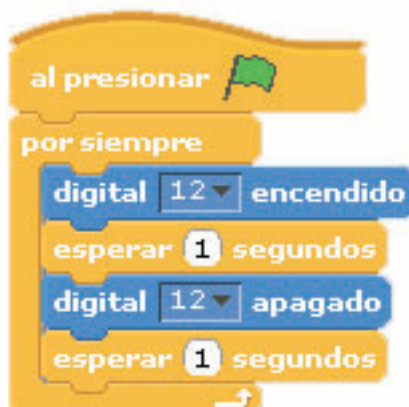 al presionar
por siempre
digital 12 encendido
esperar 1 segundos
digital 12 apagado
esperar 1 segundos